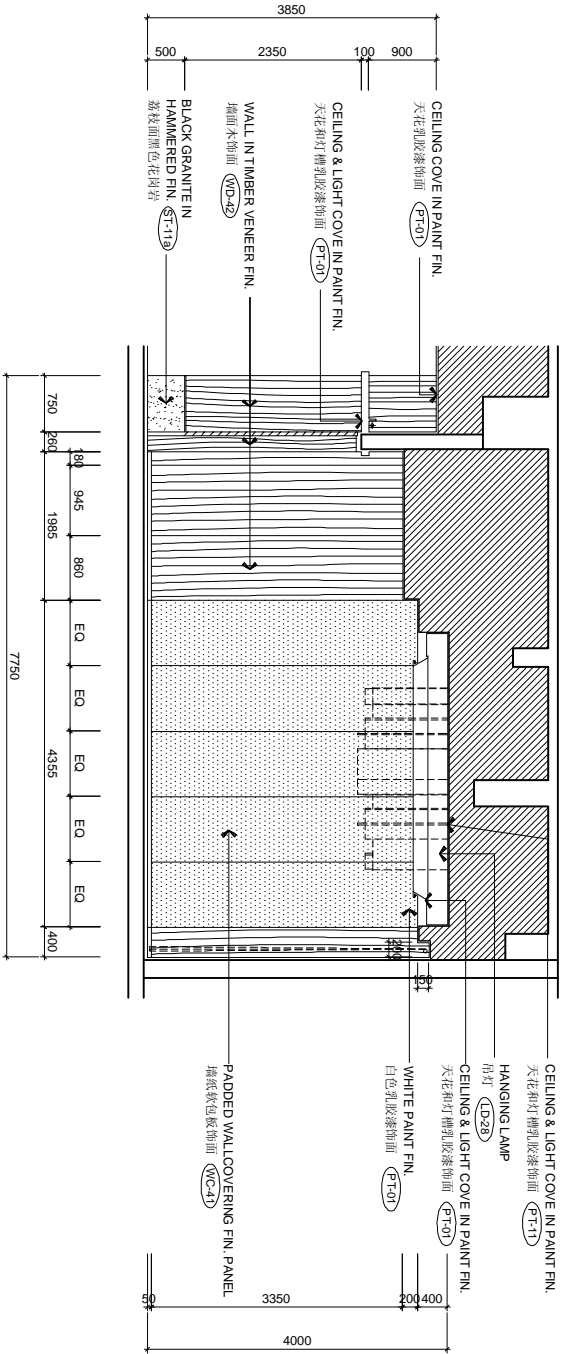 3850
500
2350
100
900
CEILING COVE IN PAINT FIN.
天花乳胶漆饰面 PT-01
CEILING & LIGHT COVE IN PAINT FIN.
天花和灯槽乳胶漆饰面 PT-01
WALL IN TIMBER VENEER FIN.
墙面木饰面 WD-42
BLACK GRANITE IN
HAMMERED FIN. ST-11a
荔枝面黑色花岗岩
750
260
180
945
860
1985
EQ
EQ
EQ
EQ
EQ
4355
400
7750
200
150
CEILING & LIGHT COVE IN PAINT FIN.
天花和灯槽乳胶漆饰面 PT-11
HANGING LAMP
吊灯 LD-28
CEILING & LIGHT COVE IN PAINT FIN.
天花和灯槽乳胶漆饰面 PT-01
WHITE PAINT FIN.
白色乳胶漆饰面 PT-01
PADDED WALLCOVERING FIN. PANEL
墙纸软包板饰面 WC-41
50
3350
200
400
4000